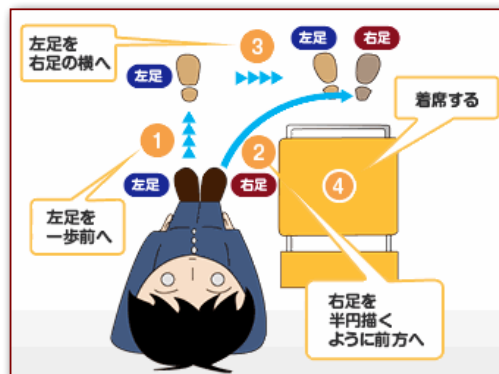 左足を
右足の横へ
3
左足
右足
左足
着席する
1
2
左足
右足
4
左足を
一歩前へ
右足を
半円描く
ように前方へ